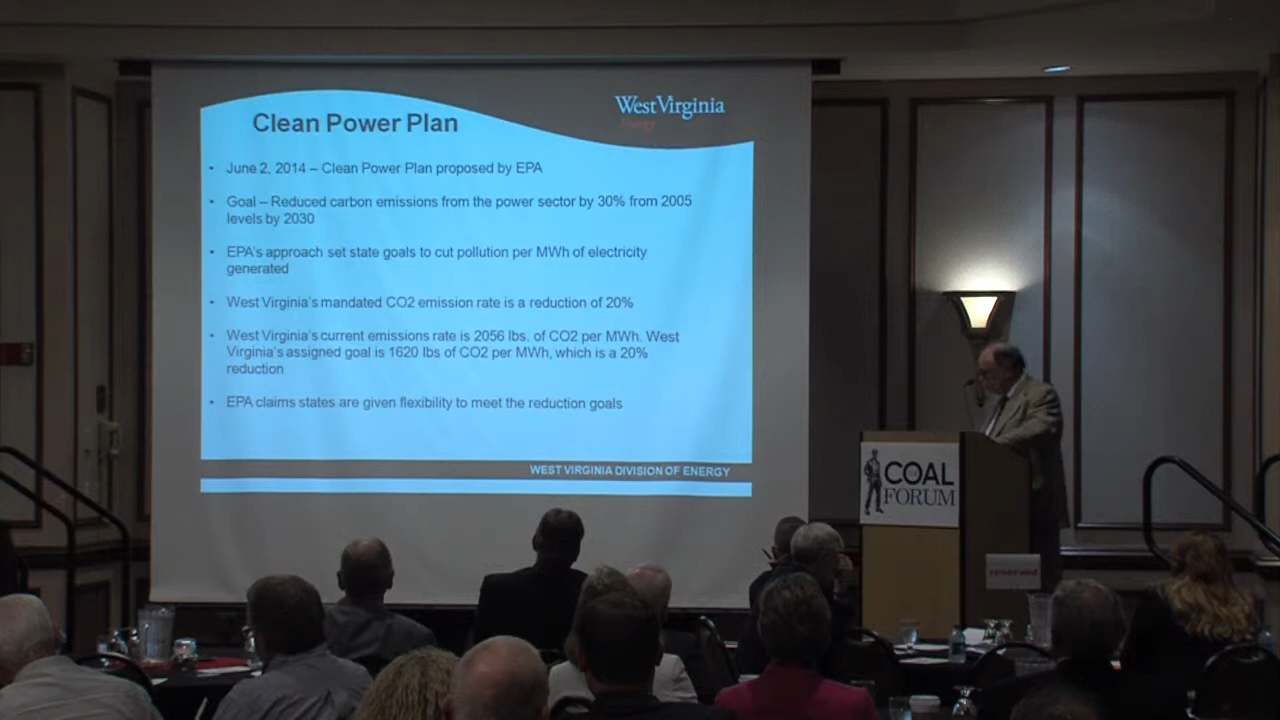 West Virginia
Energy
Clean Power Plan
• June 2, 2014 – Clean Power Plan proposed by EPA
• Goal – Reduced carbon emissions from the power sector by 30% from 2005
levels by 2030
• EPA's approach set state goals to cut pollution per MWh of electricity
generated
• West Virginia's mandated CO2 emission rate is a reduction of 20%
• West Virginia's current emissions rate is 2056 lbs. of CO2 per MWh. West
Virginia's assigned goal is 1620 lbs of CO2 per MWh, which is a 20%
reduction
• EPA claims states are given flexibility to meet the reduction goals
WEST VIRGINIA DIVISION OF ENERGY
COAL
FORUM
reserved